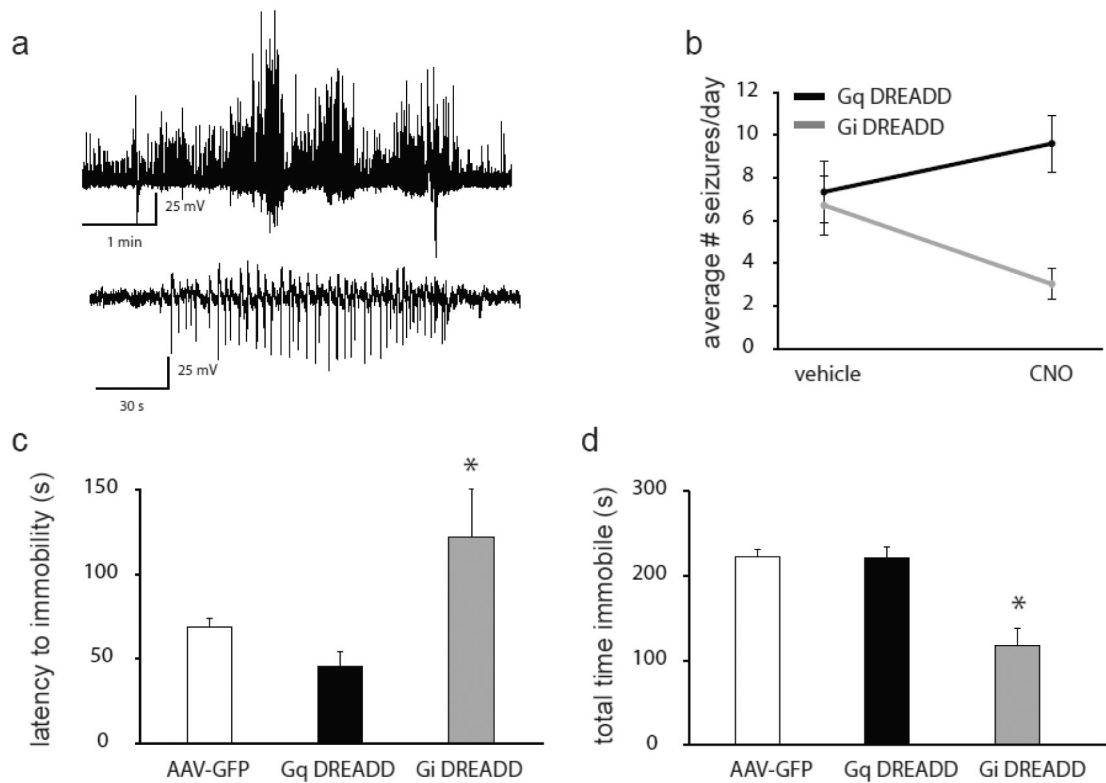 a
25 mV
1 min
25 mV
30 s
b
average # seizures/day
12
10
8
6
4
2
0
Gq DREADD
Gi DREADD
vehicle
CNO
c
latency to immobility (s)
150
100
50
0
*
AAV-GFP
Gq DREADD
Gi DREADD
d
total time immobile (s)
300
200
100
0
*
AAV-GFP
Gq DREADD
Gi DREADD